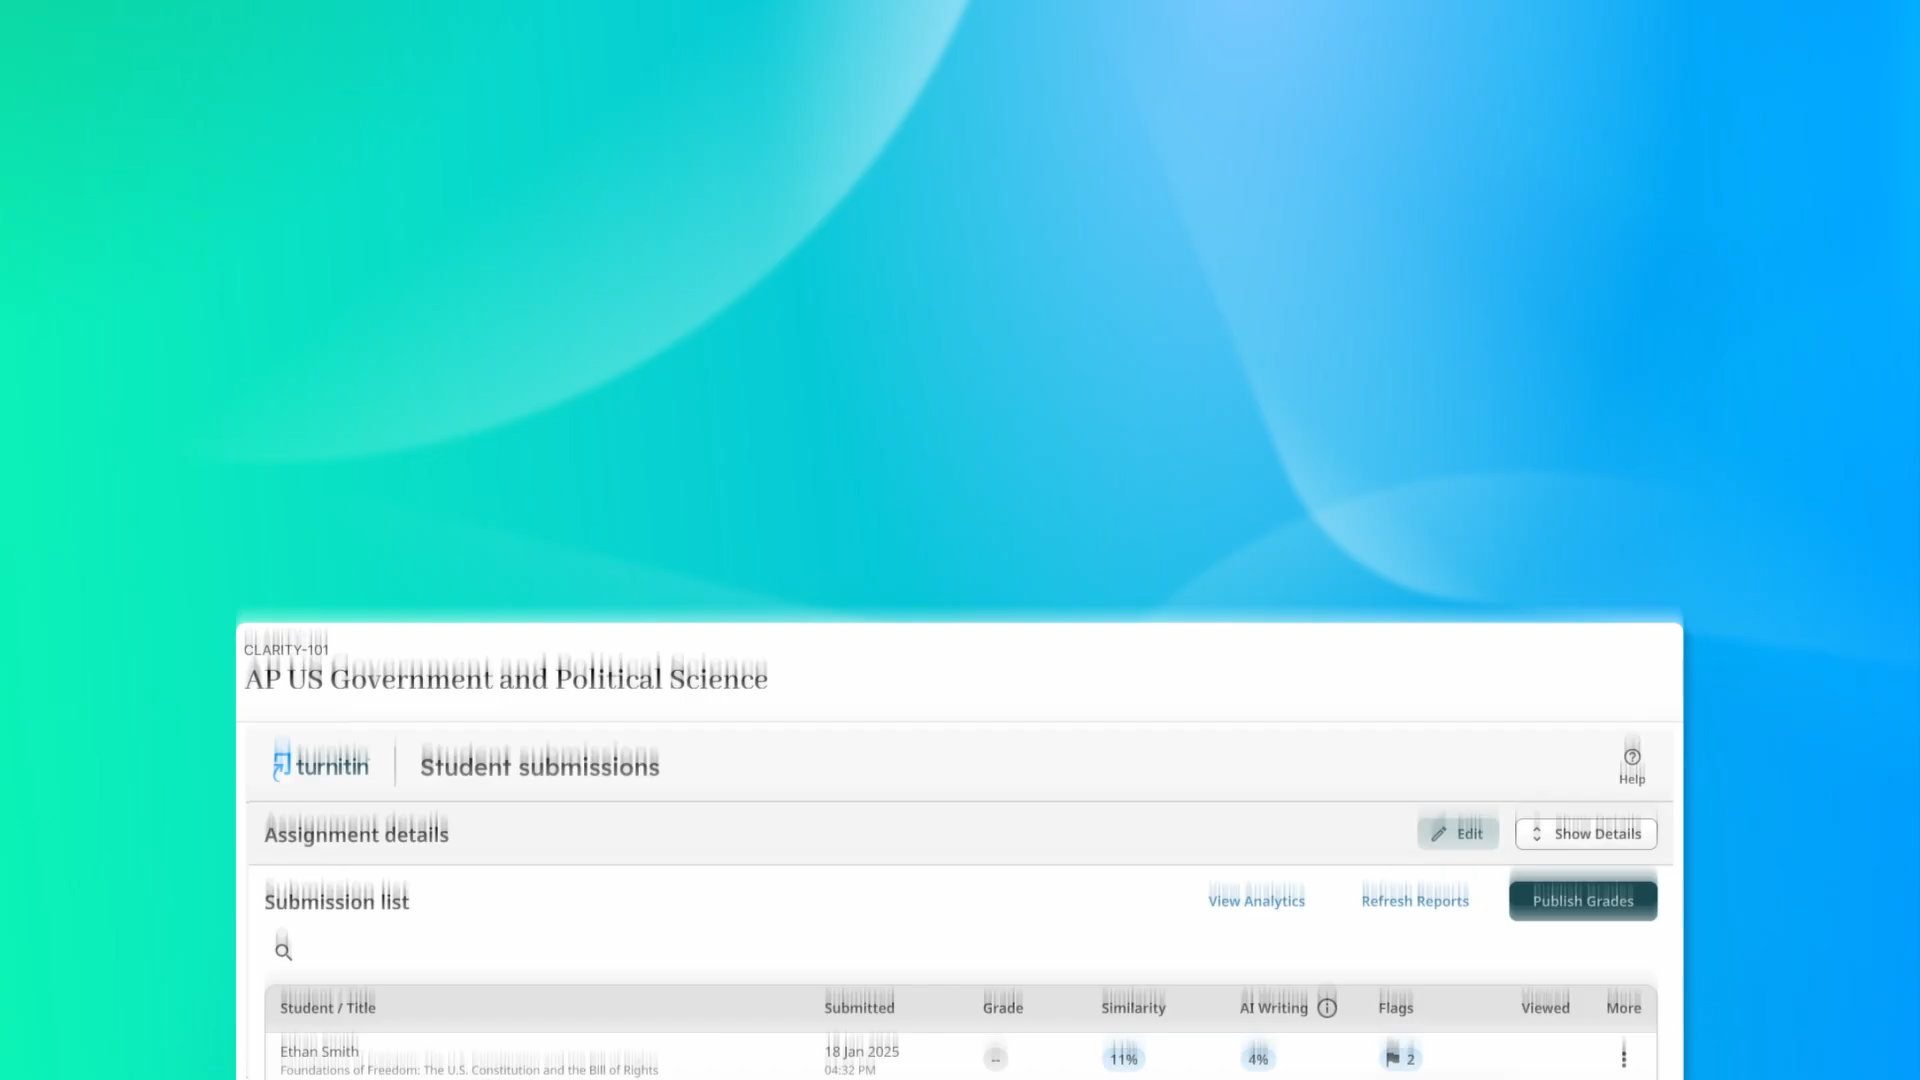 CLARITY-101
AP US Government and Political Science
turnitin
Student submissions
Help
Assignment details
Edit
Show Details
Submission list
View Analytics
Refresh Reports
Publish Grades
Student / Title
Submitted
Grade
Similarity
AI Writing
Flags
Viewed
More
Ethan Smith
Foundations of Freedom: The U.S. Constitution and the Bill of Rights
18 Jan 2025
04:32 PM
--
11%
4%
2